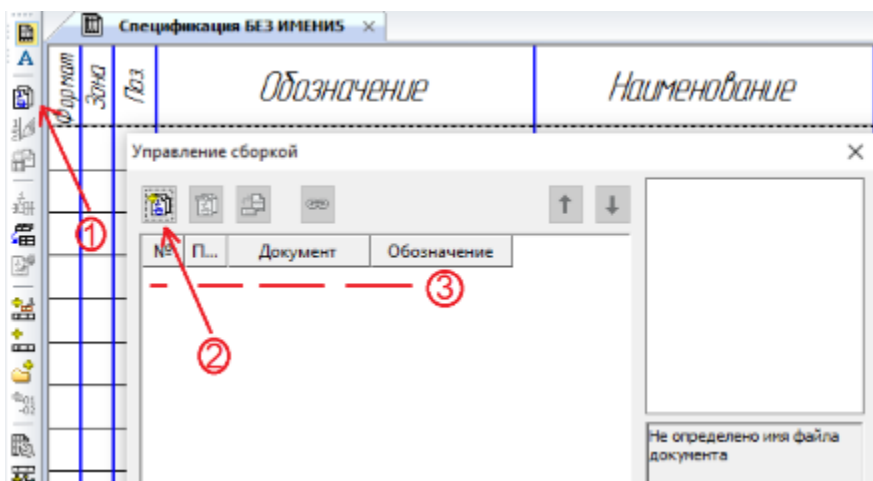 Спецификация БЕЗ ИМЕНИ5
A
Формат
Зона
Поз.
Обозначение
Наименование
Управление сборкой
№ П... Документ Обозначение
1
2
3
Не определено имя файла
документа